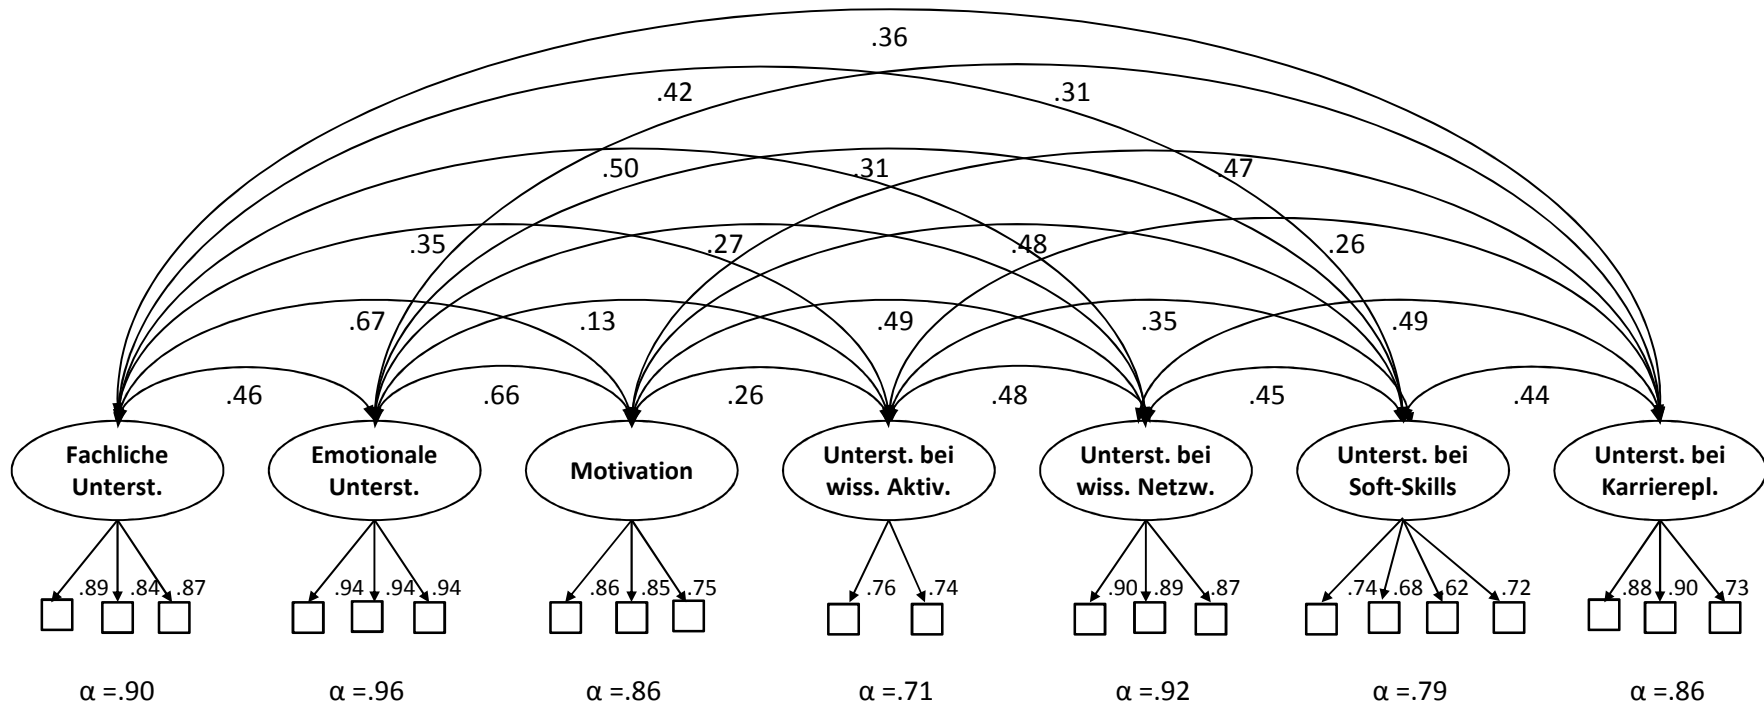 .36
.42 .31
.50 .31 .47
.35 .27 .48 .26
.67 .13 .49 .35 .49
.46 .66 .26 .48 .45 .44
Fachliche
Unterst.
Emotionale
Unterst.
Motivation
Unterst. bei
wiss. Aktiv.
Unterst. bei
wiss. Netzw.
Unterst. bei
Soft-Skills
Unterst. bei
Karrierepl.
.89 .84 .87 .94 .94 .94 .86 .85 .75 .76 .74 .90 .89 .87 .74 .68 .62 .72 .88 .90 .73
α =.90 α =.96 α =.86 α =.71 α =.92 α =.79 α =.86